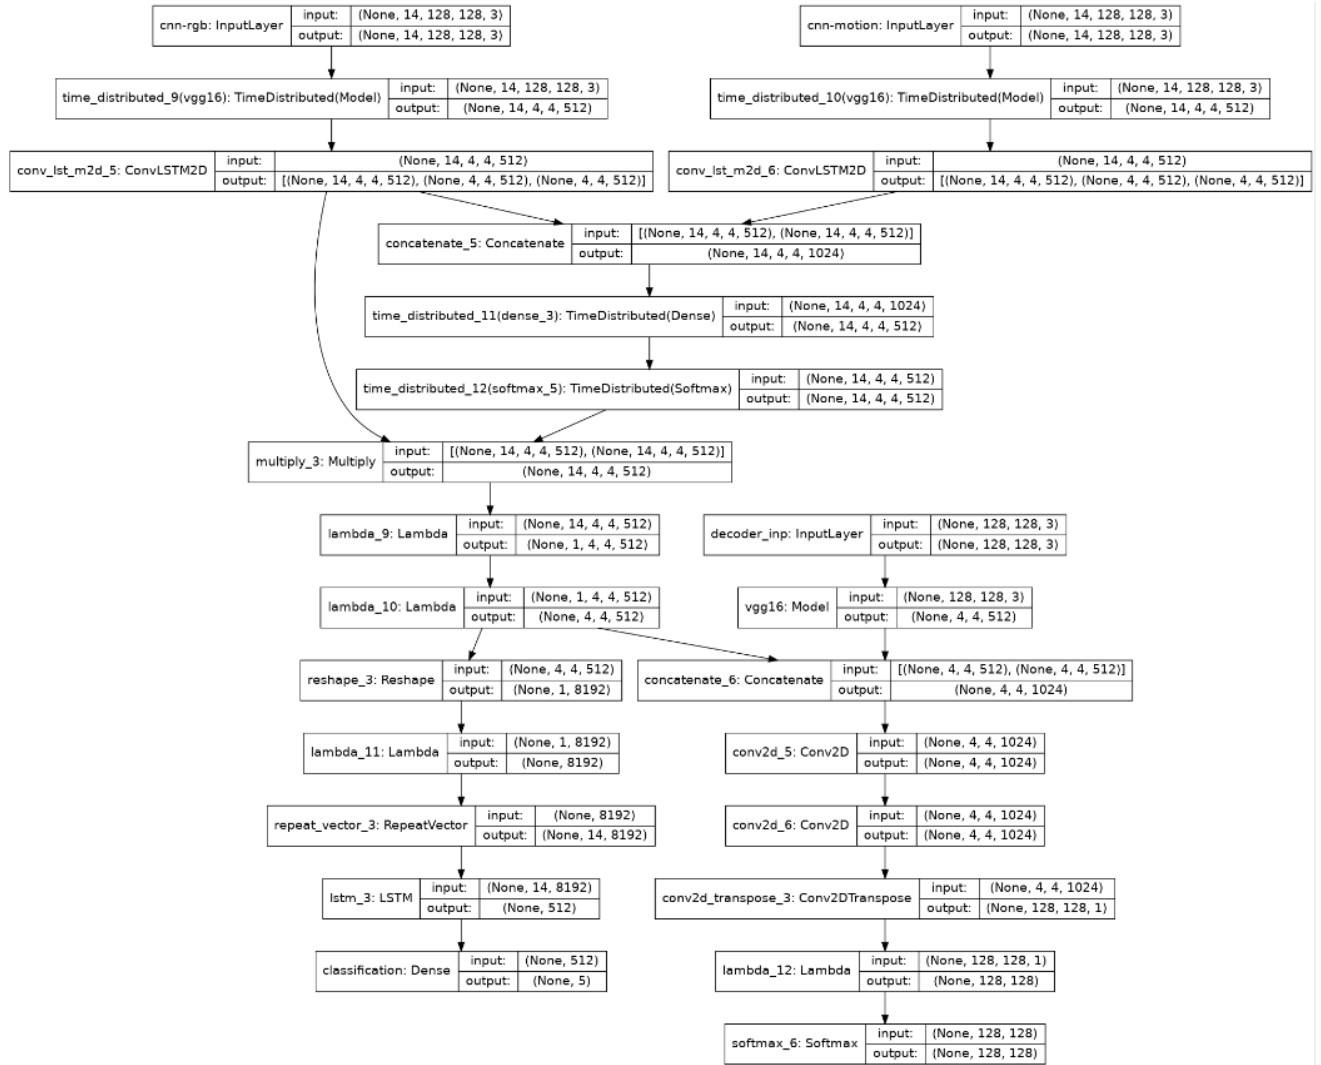 cnn-rgb: InputLayer
input: (None, 14, 128, 128, 3)
output: (None, 14, 128, 128, 3)
cnn-motion: InputLayer
input: (None, 14, 128, 128, 3)
output: (None, 14, 128, 128, 3)
time_distributed_9(vgg16): TimeDistributed(Model)
input: (None, 14, 128, 128, 3)
output: (None, 14, 4, 4, 512)
time_distributed_10(vgg16): TimeDistributed(Model)
input: (None, 14, 128, 128, 3)
output: (None, 14, 4, 4, 512)
conv_lst_m2d_5: ConvLSTM2D
input: (None, 14, 4, 4, 512)
output: [(None, 14, 4, 4, 512), (None, 4, 4, 512), (None, 4, 4, 512)]
conv_lst_m2d_6: ConvLSTM2D
input: (None, 14, 4, 4, 512)
output: [(None, 14, 4, 4, 512), (None, 4, 4, 512), (None, 4, 4, 512)]
concatenate_5: Concatenate
input: [(None, 14, 4, 4, 512), (None, 14, 4, 4, 512)]
output: (None, 14, 4, 4, 1024)
time_distributed_11(dense_3): TimeDistributed(Dense)
input: (None, 14, 4, 4, 1024)
output: (None, 14, 4, 4, 512)
time_distributed_12(softmax_5): TimeDistributed(Softmax)
input: (None, 14, 4, 4, 512)
output: (None, 14, 4, 4, 512)
multiply_3: Multiply
input: [(None, 14, 4, 4, 512), (None, 14, 4, 4, 512)]
output: (None, 14, 4, 4, 512)
lambda_9: Lambda
input: (None, 14, 4, 4, 512)
output: (None, 1, 4, 4, 512)
decoder_inp: InputLayer
input: (None, 128, 128, 3)
output: (None, 128, 128, 3)
lambda_10: Lambda
input: (None, 1, 4, 4, 512)
output: (None, 4, 4, 512)
vgg16: Model
input: (None, 128, 128, 3)
output: (None, 4, 4, 512)
reshape_3: Reshape
input: (None, 4, 4, 512)
output: (None, 1, 8192)
concatenate_6: Concatenate
input: [(None, 4, 4, 512), (None, 4, 4, 512)]
output: (None, 4, 4, 1024)
lambda_11: Lambda
input: (None, 1, 8192)
output: (None, 8192)
conv2d_5: Conv2D
input: (None, 4, 4, 1024)
output: (None, 4, 4, 1024)
repeat_vector_3: RepeatVector
input: (None, 8192)
output: (None, 14, 8192)
conv2d_6: Conv2D
input: (None, 4, 4, 1024)
output: (None, 4, 4, 1024)
lstm_3: LSTM
input: (None, 14, 8192)
output: (None, 512)
conv2d_transpose_3: Conv2DTranspose
input: (None, 4, 4, 1024)
output: (None, 128, 128, 1)
classification: Dense
input: (None, 512)
output: (None, 5)
lambda_12: Lambda
input: (None, 128, 128, 1)
output: (None, 128, 128)
softmax_6: Softmax
input: (None, 128, 128)
output: (None, 128, 128)